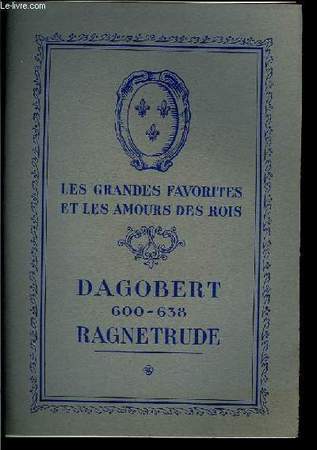 Le-livre.com
LES GRANDES FAVORITES
ET LES AMOURS DES ROIS
DAGOBERT
600-638
RAGNETRUDE